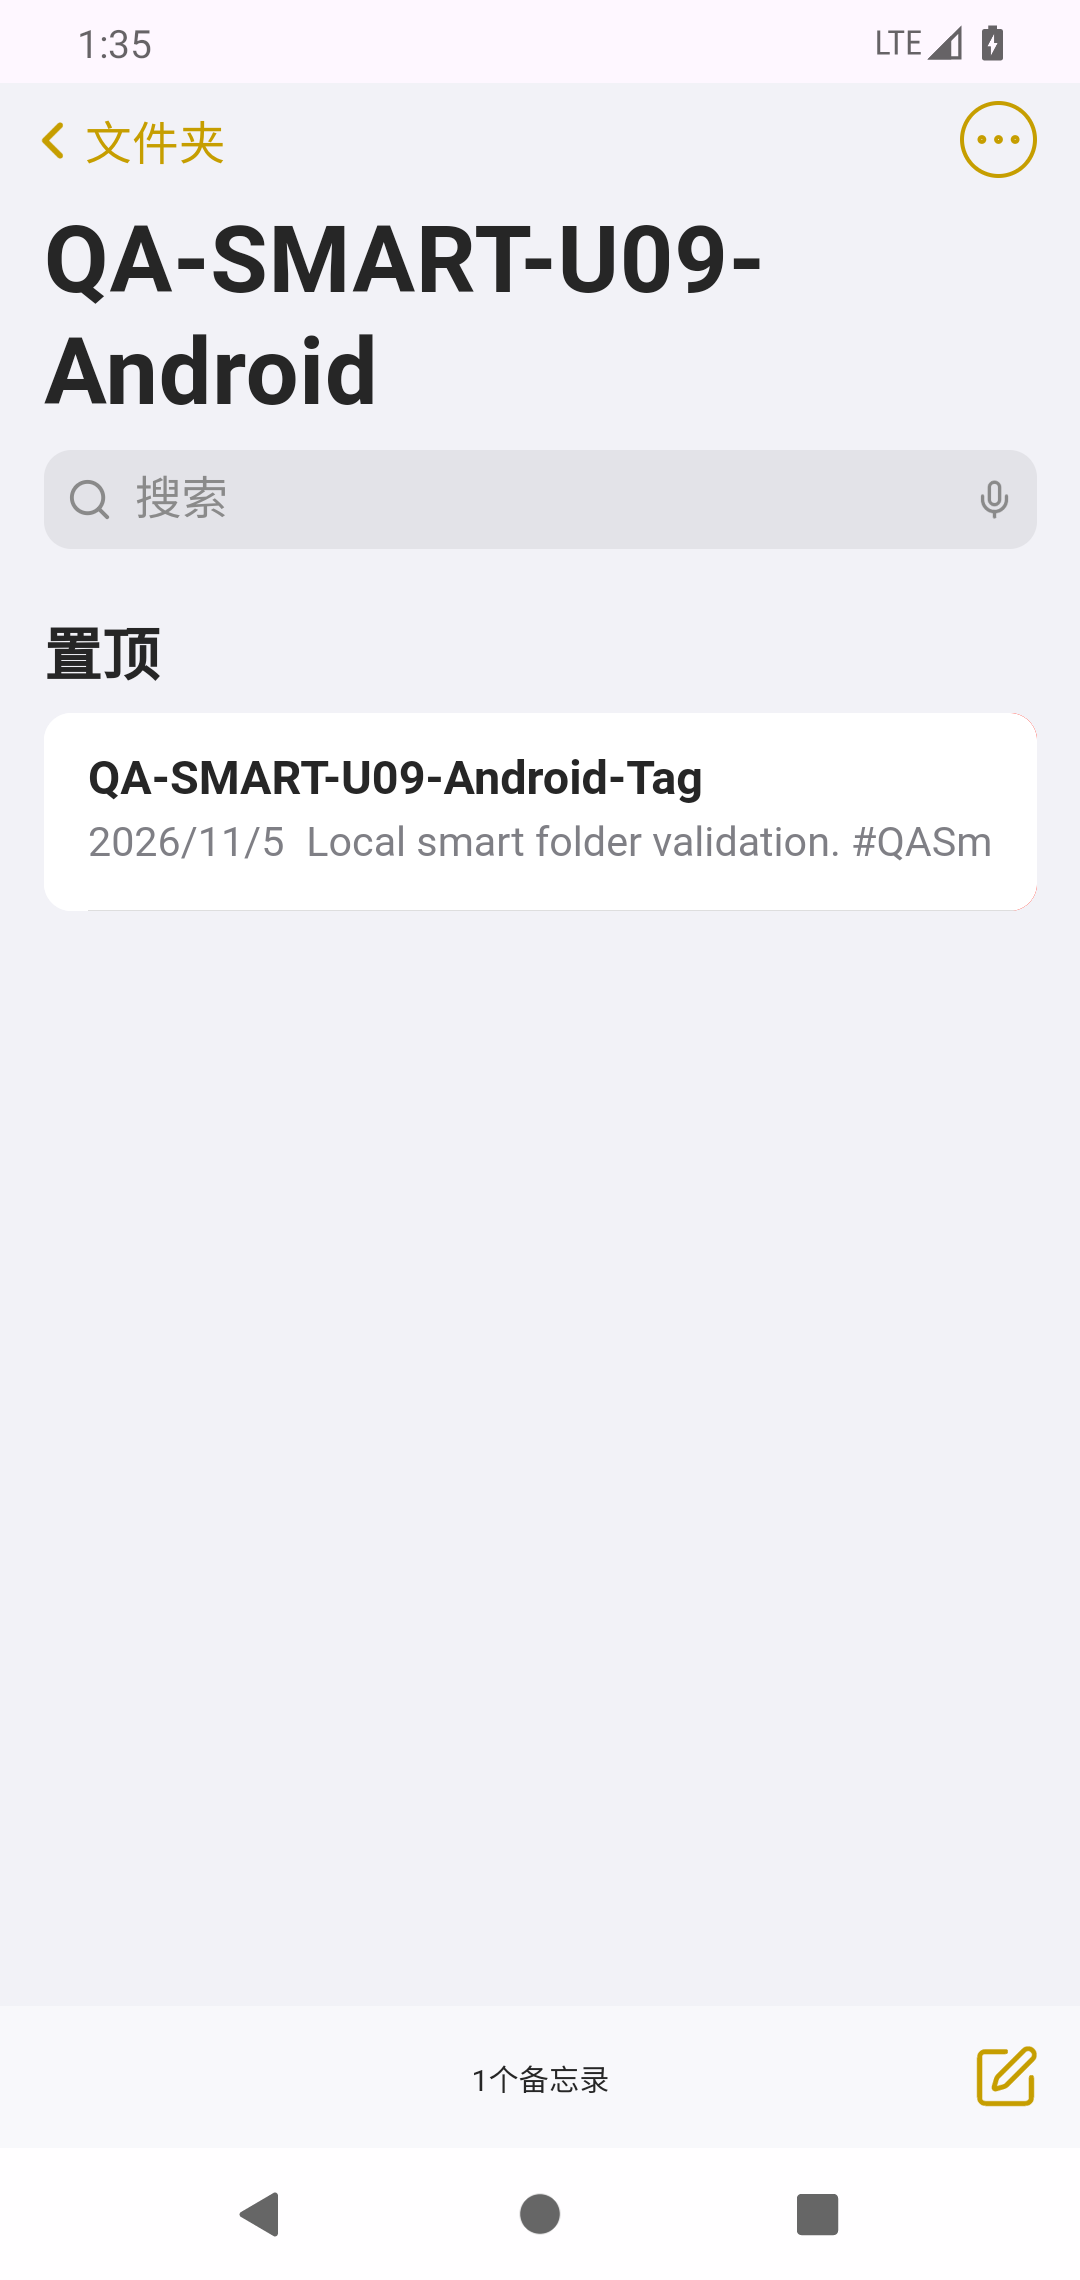 1:35
LTE
文件夹
QA-SMART-U09-
Android
搜索
置顶
QA-SMART-U09-Android-Tag
2026/11/5 Local smart folder validation. #QASm
1个备忘录